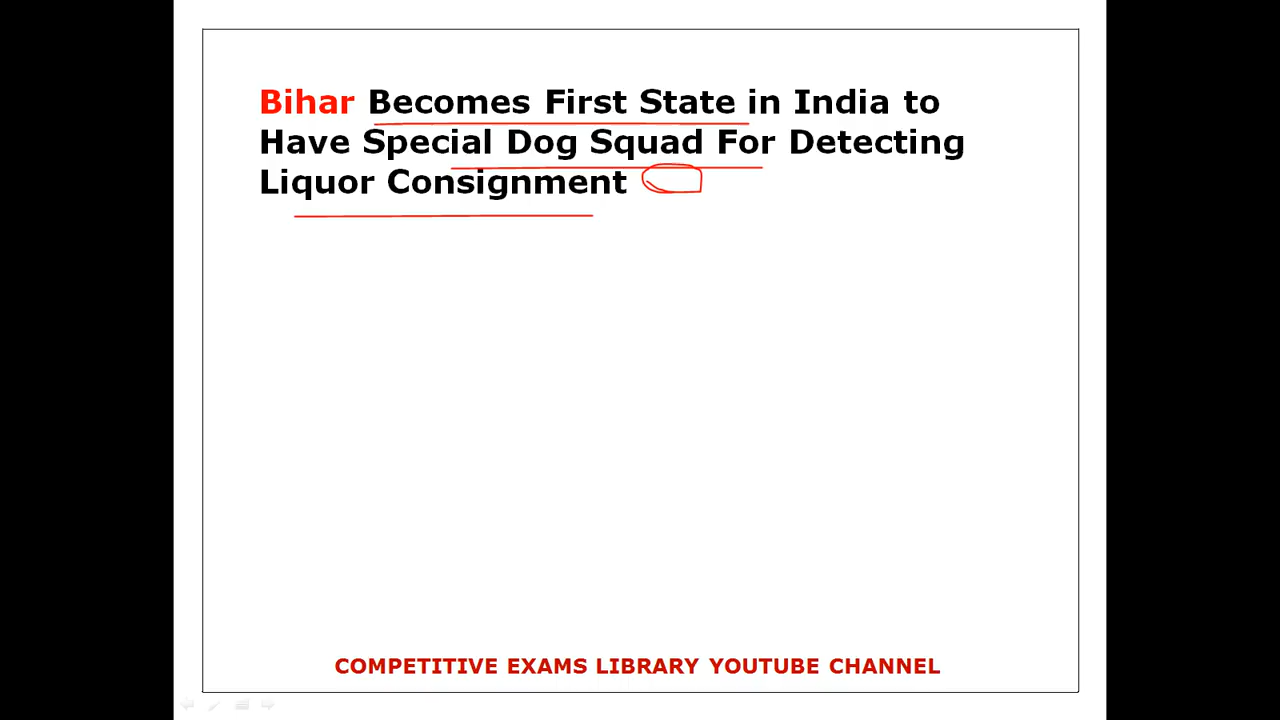 Bihar Becomes First State in India to
Have Special Dog Squad For Detecting
Liquor Consignment
COMPETITIVE EXAMS LIBRARY YOUTUBE CHANNEL